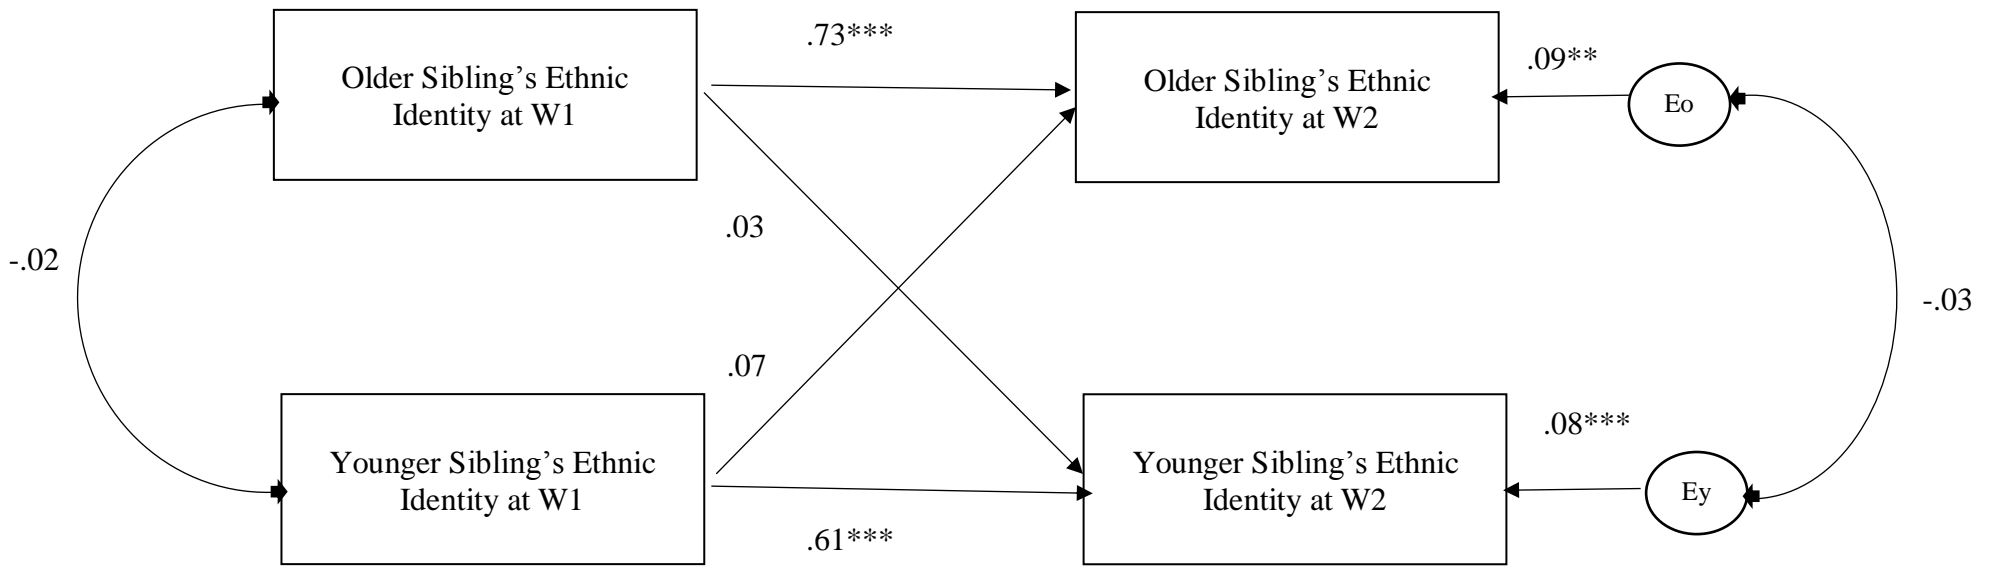 .73***
Older Sibling’s Ethnic
Identity at W1
Older Sibling’s Ethnic
Identity at W2
.09**
Eo
.03
-.02
-.03
.07
Younger Sibling’s Ethnic
Identity at W1
Younger Sibling’s Ethnic
Identity at W2
.08***
Ey
.61***